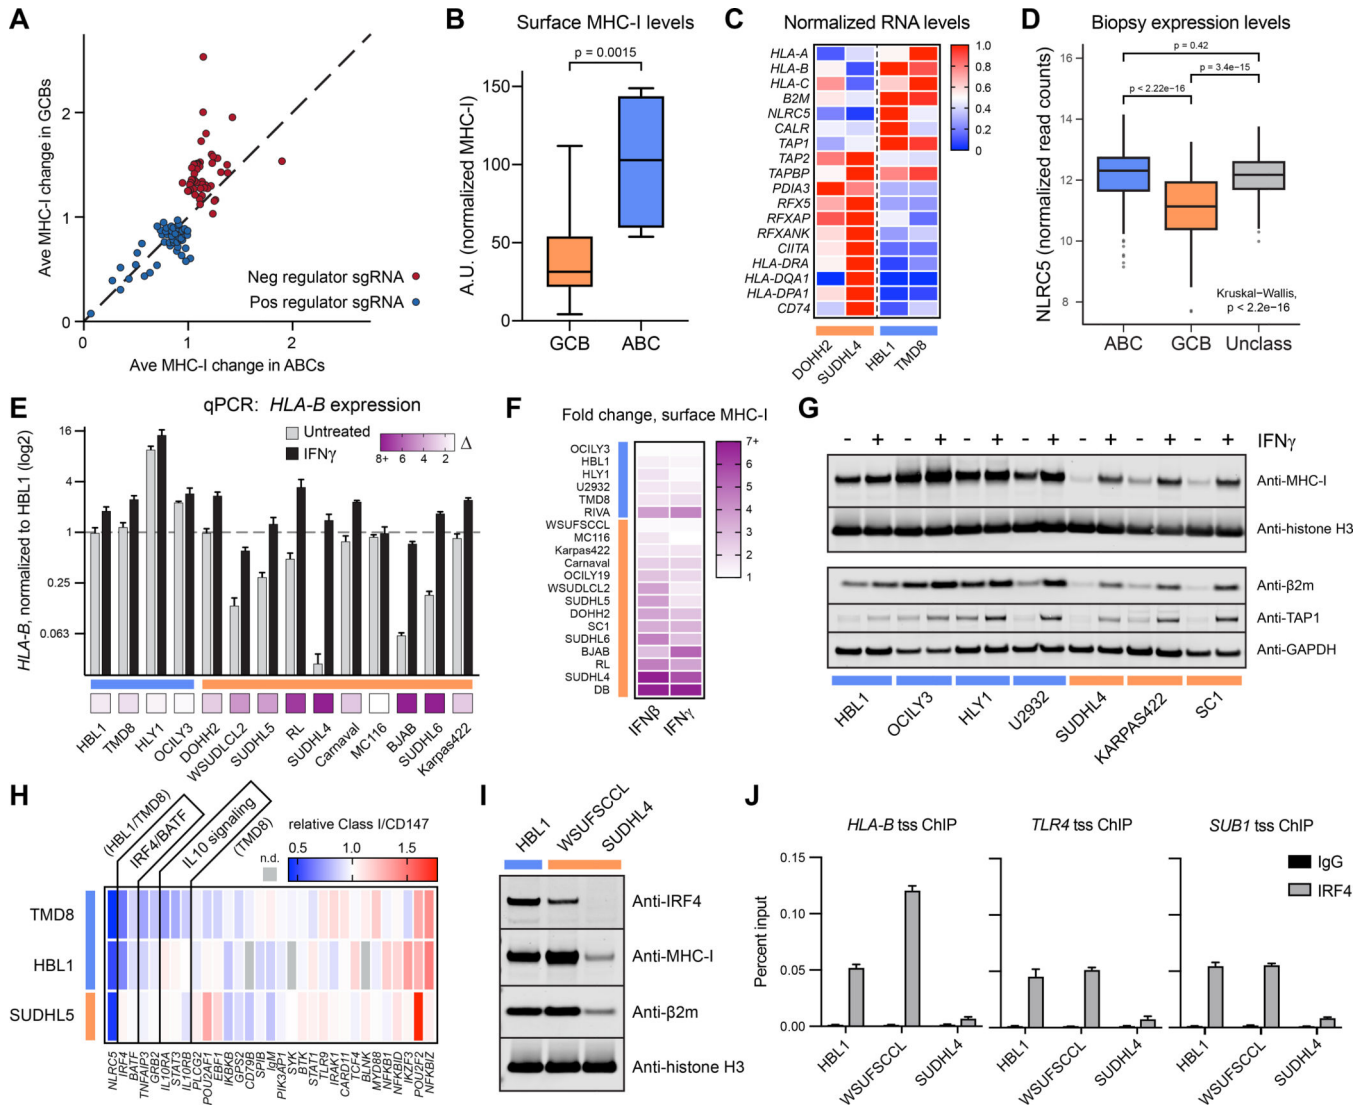 A
Ave MHC-I change in GCBs
2
1
0
0
1
2
Neg regulator sgRNA
Pos regulator sgRNA
Ave MHC-I change in ABCs
B
Surface MHC-I levels
p = 0.0015
A.U. (normalized MHC-I)
150
100
50
0
GCB
ABC
C
Normalized RNA levels
HLA-A
HLA-B
HLA-C
B2M
NLRC5
CALR
TAP1
TAP2
TAPBP
PDIA3
RFX5
RFXAP
RFXANK
CIITA
HLA-DRA
HLA-DQA1
HLA-DPA1
CD74
1.0
0.8
0.6
0.4
0.2
0
DOHH2
SUDHL4
HBL1
TMD8
D
Biopsy expression levels
NLRC5 (normalized read counts)
16
14
12
10
8
p = 0.42
p = 3.4e-15
p < 2.22e-16
Kruskal-Wallis,
p < 2.2e-16
ABC
GCB
Unclass
E
qPCR: HLA-B expression
HLA-B, normalized to HBL1 (log2)
16
4
1
0.25
0.063
Untreated
IFNγ
Δ
8+ 6 4 2
HBL1
TMD8
HLY1
OCILY3
DOHH2
WSUDLCL2
SUDHL5
RL
SUDHL4
Carnaval
MC116
BJAB
SUDHL6
Karpas422
F
Fold change, surface MHC-I
OCILY3
HBL1
HLY1
U2932
TMD8
RIVA
WSUFSCCL
MC116
Karpas422
Carnaval
OCILY19
WSUDLCL2
SUDHL5
DOHH2
SC1
SUDHL6
BJAB
RL
SUDHL4
DB
7+
6
5
4
3
2
1
IFNβ
IFNγ
G
- + - + - + - + - + - + - + IFNγ
Anti-MHC-I
Anti-histone H3
Anti-β2m
Anti-TAP1
Anti-GAPDH
HBL1
OCILY3
HLY1
U2932
SUDHL4
KARPAS422
SC1
H
(HBL1/TMD8)
IRF4/BATF
IL10 signaling
(TMD8)
n.d.
relative Class I/CD147
0.5 1.0 1.5
TMD8
HBL1
SUDHL5
NLRC5
IRF4
BATF
TNFAIP3
GRB2
IL10RA
STAT3
IL10RB
PLCG2
POU2AF1
EBF1
IKBKB
GPS2
CD79B
SPIB
IgM
PIK3AP1
SYK
BTK
STAT1
TLR9
IRAK1
CARD11
TCF4
BLNK
MYD88
NFKB1
NFKBID
IKZF3
POU2F2
NFKBIZ
I
HBL1
WSUFSCCL
SUDHL4
Anti-IRF4
Anti-MHC-I
Anti-β2m
Anti-histone H3
J
HLA-B tss ChIP
TLR4 tss ChIP
SUB1 tss ChIP
Percent input
0.15
0.10
0.05
0.00
IgG
IRF4
HBL1
WSUFSCCL
SUDHL4
HBL1
WSUFSCCL
SUDHL4
HBL1
WSUFSCCL
SUDHL4